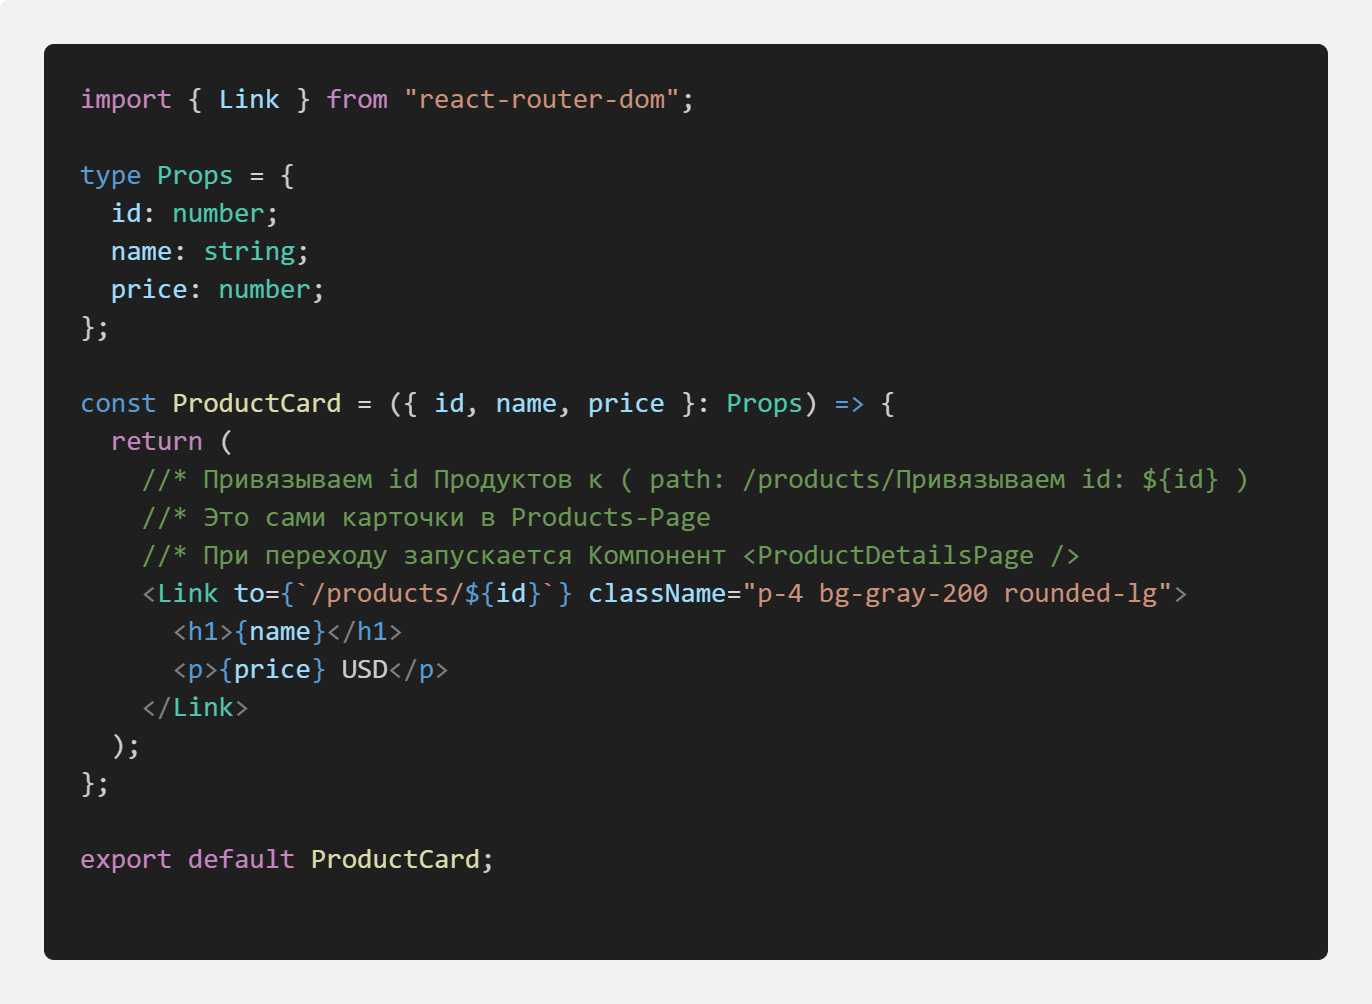 import { Link } from "react-router-dom";
type Props = {
id: number;
name: string;
price: number;
};
const ProductCard = ({ id, name, price }: Props) => {
return (
//* Привязываем id Продуктов к ( path: /products/Привязываем id: ${id} )
//* Это сами карточки в Products-Page
//* При переходу запускается Компонент <ProductDetailsPage />
<Link to={`/products/${id}`} className="p-4 bg-gray-200 rounded-lg">
<h1>{name}</h1>
<p>{price} USD</p>
</Link>
);
};
export default ProductCard;